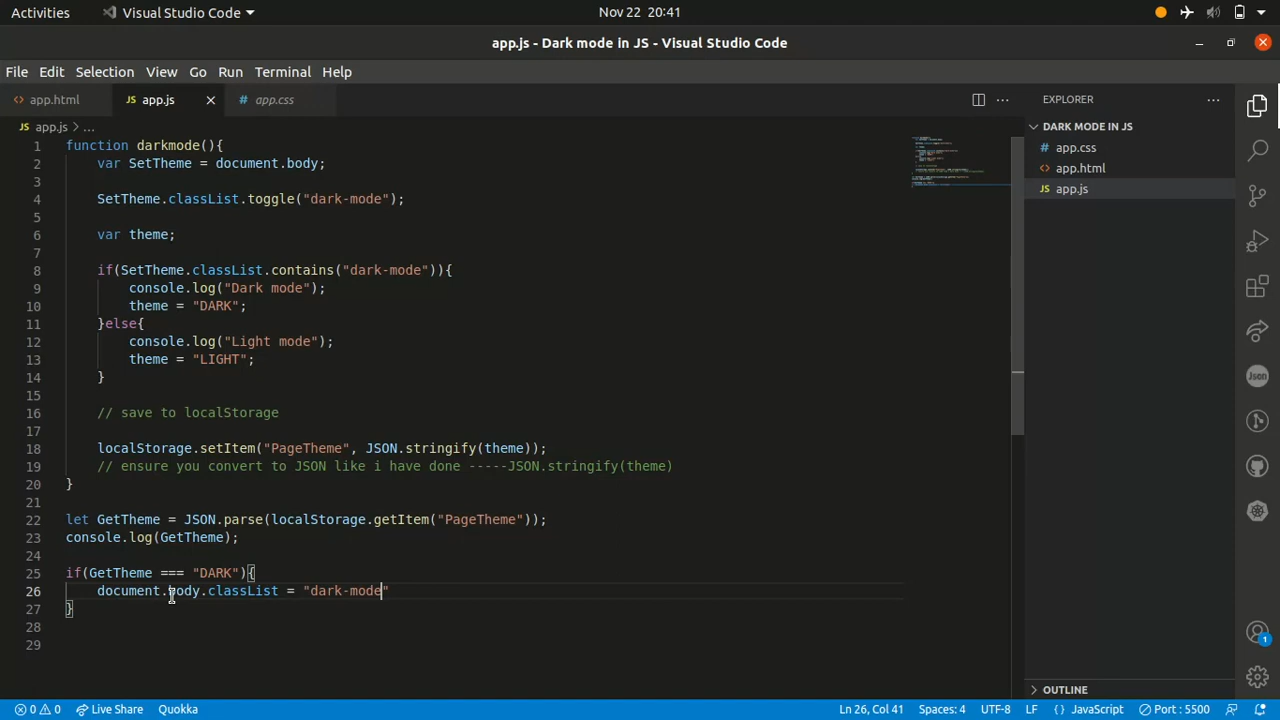 Activities
Visual Studio Code
Nov 22 20:41
app.js - Dark mode in JS - Visual Studio Code
File Edit Selection View Go Run Terminal Help
app.html
JS app.js
app.css
EXPLORER
JS app.js > ...
DARK MODE IN JS
app.css
app.html
app.js
1 function darkmode(){
2 var SetTheme = document.body;
3
4 SetTheme.classList.toggle("dark-mode");
5
6 var theme;
7
8 if(SetTheme.classList.contains("dark-mode")){
9 console.log("Dark mode");
10 theme = "DARK";
11 }else{
12 console.log("Light mode");
13 theme = "LIGHT";
14 }
15
16 // save to localStorage
17
18 localStorage.setItem("PageTheme", JSON.stringify(theme));
19 // ensure you convert to JSON like i have done -----JSON.stringify(theme)
20 }
21
22 let GetTheme = JSON.parse(localStorage.getItem("PageTheme"));
23 console.log(GetTheme);
24
25 if(GetTheme === "DARK"){
26 document.body.classList = "dark-mode"
27 }
28
29
Json
1
OUTLINE
0 0 Live Share Quokka
Ln 26, Col 41 Spaces: 4 UTF-8 LF { } JavaScript Port : 5500